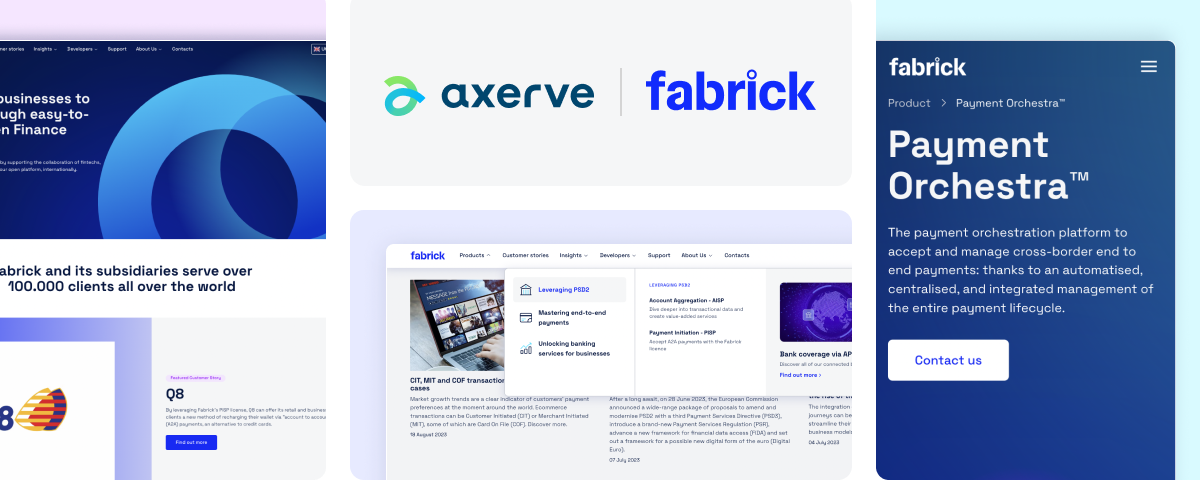 mer stories Insights Developers Support About Us Contacts
businesses to
ugh easy-to-
en Finance
by supporting the collaboration of fintechs,
our open platform, internationally.
abrick and its subsidiaries serve over
100.000 clients all over the world
8
Featured Customer Story
Q8
By leveraging Fabrick's PISP license, Q8 can offer its retail and business
clients a new method of recharging their wallet via "account to account"
(A2A) payments, an alternative to credit cards.
Find out more
axerve fabrick
fabrick Products Customer stories Insights Developers Support About Us Contacts
MESSAGE FROM
Leveraging PSD2
Mastering end-to-end
payments
Unlocking banking
services for businesses
LEVERAGING PSD2
Account Aggregation - AISP
Dive deeper into transactional data and
create value-added services
Payment Initiation - PISP
Accept A2A payments with the Fabrick
licence
Bank coverage via AP
Discover all of our connected b
Find out more >
CIT, MIT and COF transaction
cases
Market growth trends are a clear indicator of customers' payment
preferences at the moment around the world. Ecommerce
transactions can be Customer Initiated (CIT) or Merchant Initiated
(MIT), some of which are Card On File (COF). Discover more.
18 August 2023
After a long await, on 28 June 2023, the European Commission
announced a wide-range package of proposals to amend and
modernise PSD2 with a third Payment Services Directive (PSD3),
introduce a brand-new Payment Services Regulation (PSR),
advance a new framework for financial data access (FIDA) and set
out a framework for a possible new digital form of the euro (Digital
Euro).
07 July 2023
The integration
journeys can be
streamline their
business models
04 July 2023
fabrick
Product > Payment Orchestra™
Payment
Orchestra™
The payment orchestration platform to
accept and manage cross-border end to
end payments: thanks to an automatised,
centralised, and integrated management of
the entire payment lifecycle.
Contact us